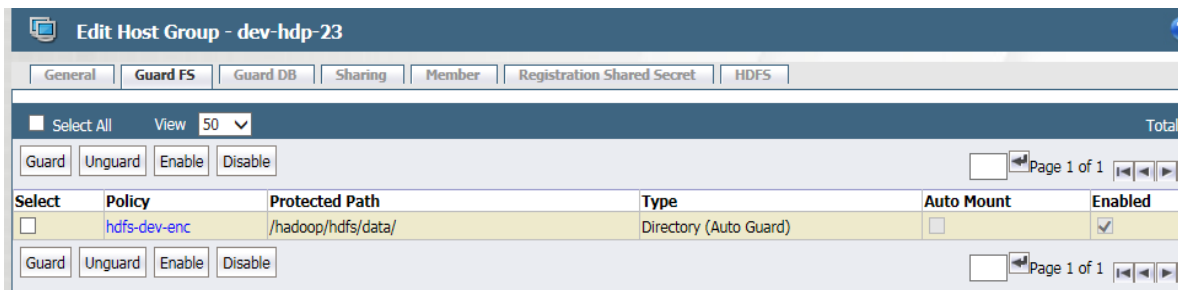 Edit Host Group - dev-hdp-23
General Guard FS Guard DB Sharing Member Registration Shared Secret HDFS
Select All View 50 Total
Guard Unguard Enable Disable Page 1 of 1
Select Policy Protected Path Type Auto Mount Enabled
hdfs-dev-enc /hadoop/hdfs/data/ Directory (Auto Guard)
Guard Unguard Enable Disable Page 1 of 1